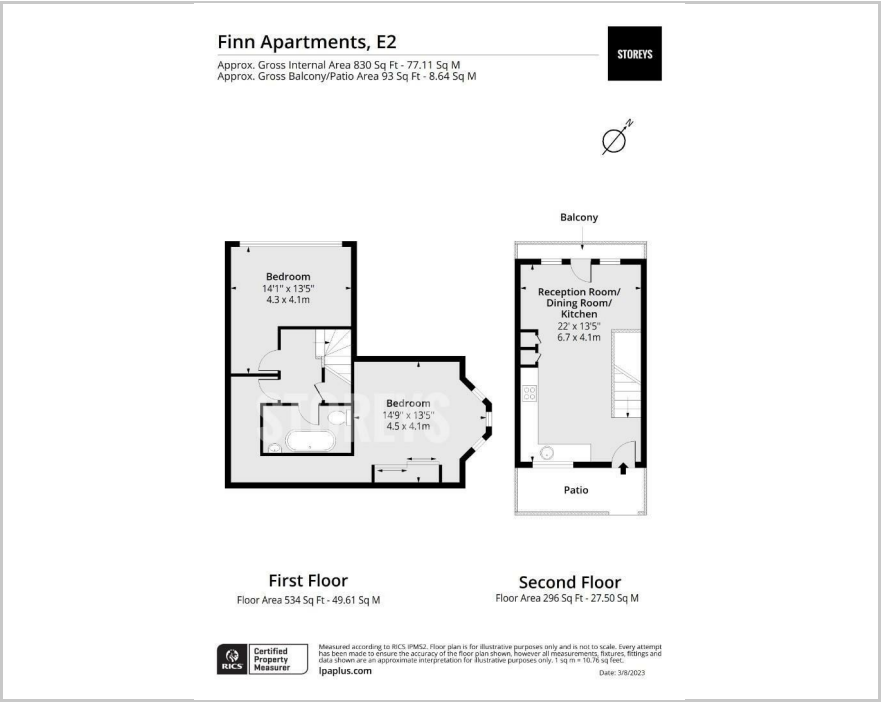 Finn Apartments, E2
Approx. Gross Internal Area 830 Sq Ft - 77.11 Sq M
Approx. Gross Balcony/Patio Area 93 Sq Ft - 8.64 Sq M
STOREYS
N
Balcony
Bedroom
14'1" x 13'5"
4.3 x 4.1m
Reception Room/
Dining Room/
Kitchen
22' x 13'5"
6.7 x 4.1m
STOREYS
Bedroom
14'9" x 13'5"
4.5 x 4.1m
Patio
First Floor
Floor Area 534 Sq Ft - 49.61 Sq M
Second Floor
Floor Area 296 Sq Ft - 27.50 Sq M
RICS
Certified
Property
Measurer
Measured according to RICS IPMS2. Floor plan is for illustrative purposes only and is not to scale. Every attempt
has been made to ensure the accuracy of the floor plan shown, however all measurements, fixtures, fittings and
data shown are an approximate interpretation for illustrative purposes only. 1 sq m = 10.76 sq feet.
lpaplus.com
Date: 3/8/2023